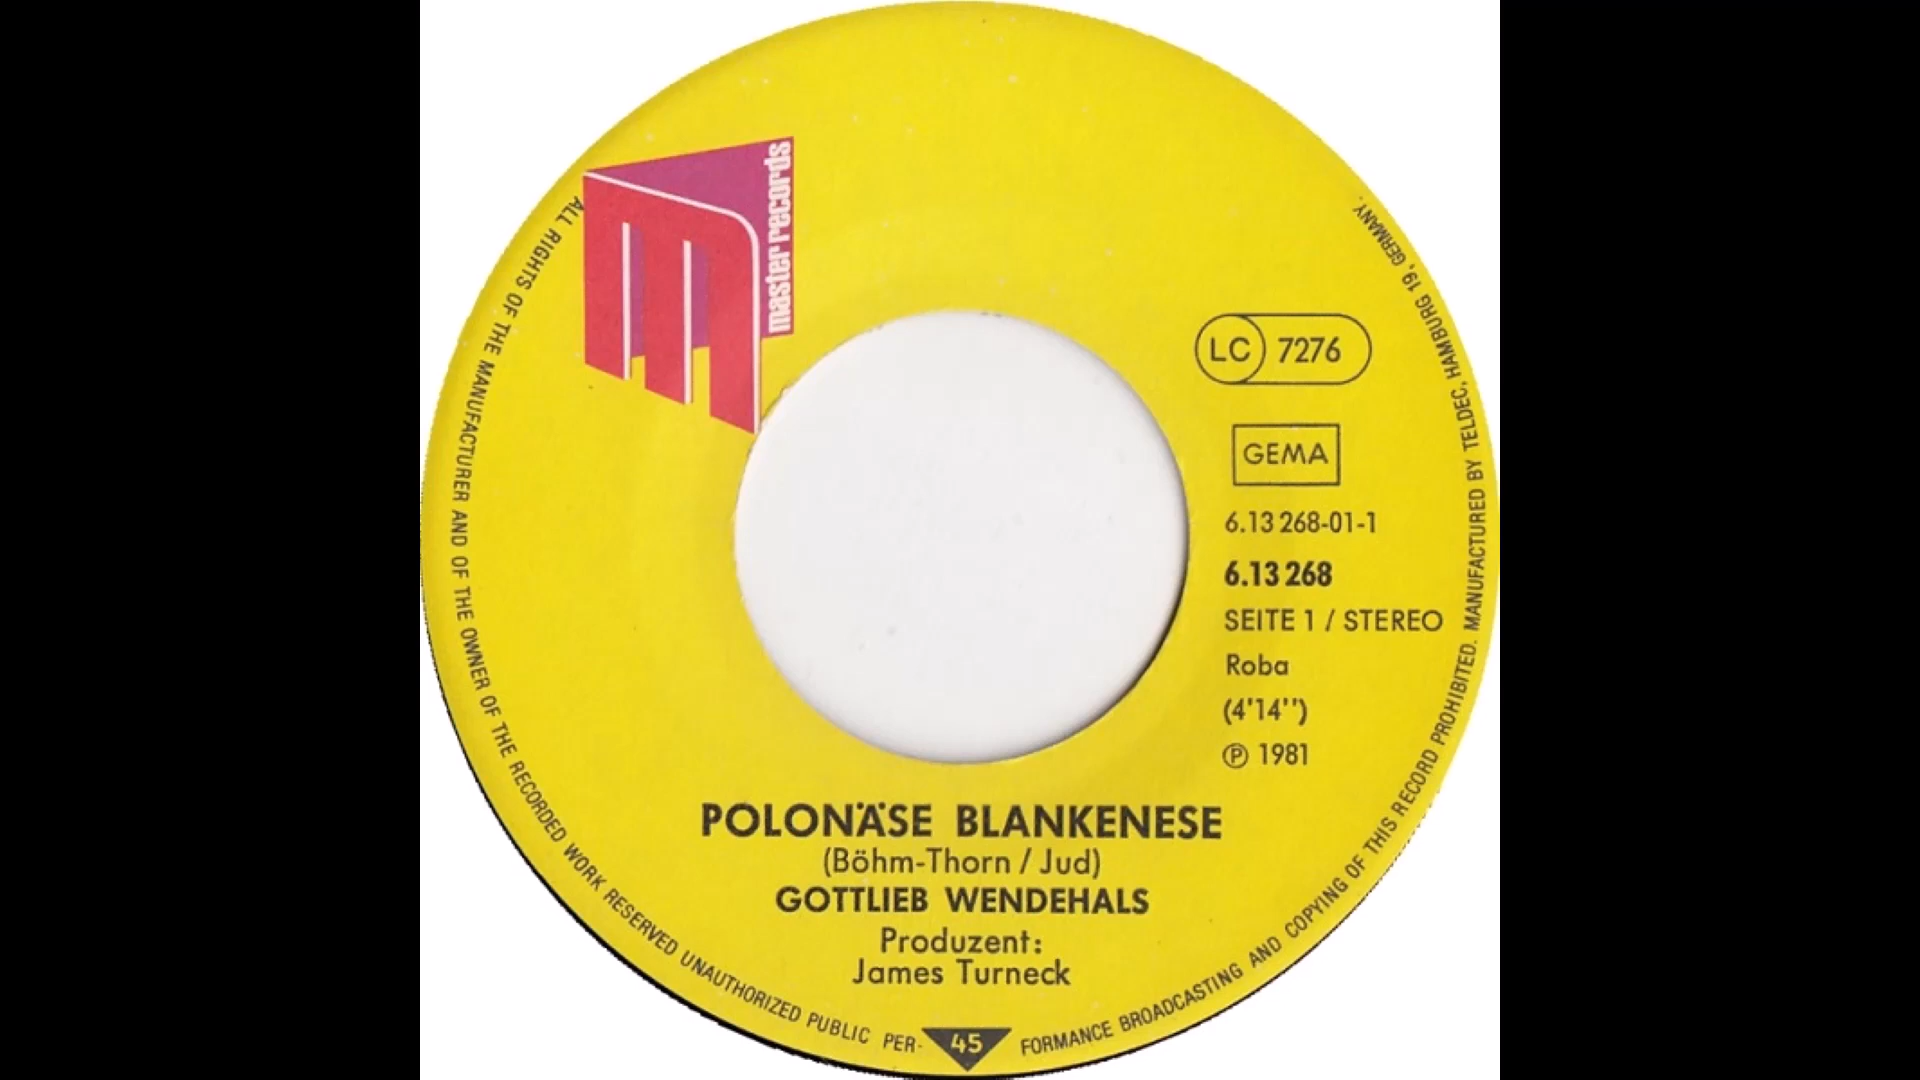 master records
LC 7276
GEMA
6.13 268-01-1
6.13 268
SEITE 1 / STEREO
Roba
(4'14'')
℗ 1981
POLONÄSE BLANKENESE
(Böhm-Thorn / Jud)
GOTTLIEB WENDEHALS
Produzent:
James Turneck
ALL RIGHTS OF THE MANUFACTURER AND OF THE OWNER OF THE RECORDED WORK RESERVED UNAUTHORIZED PUBLIC PER-
45
FORMANCE BROADCASTING AND COPYING OF THIS RECORD PROHIBITED. MANUFACTURED BY TELDEC, HAMBURG 19, GERMANY.